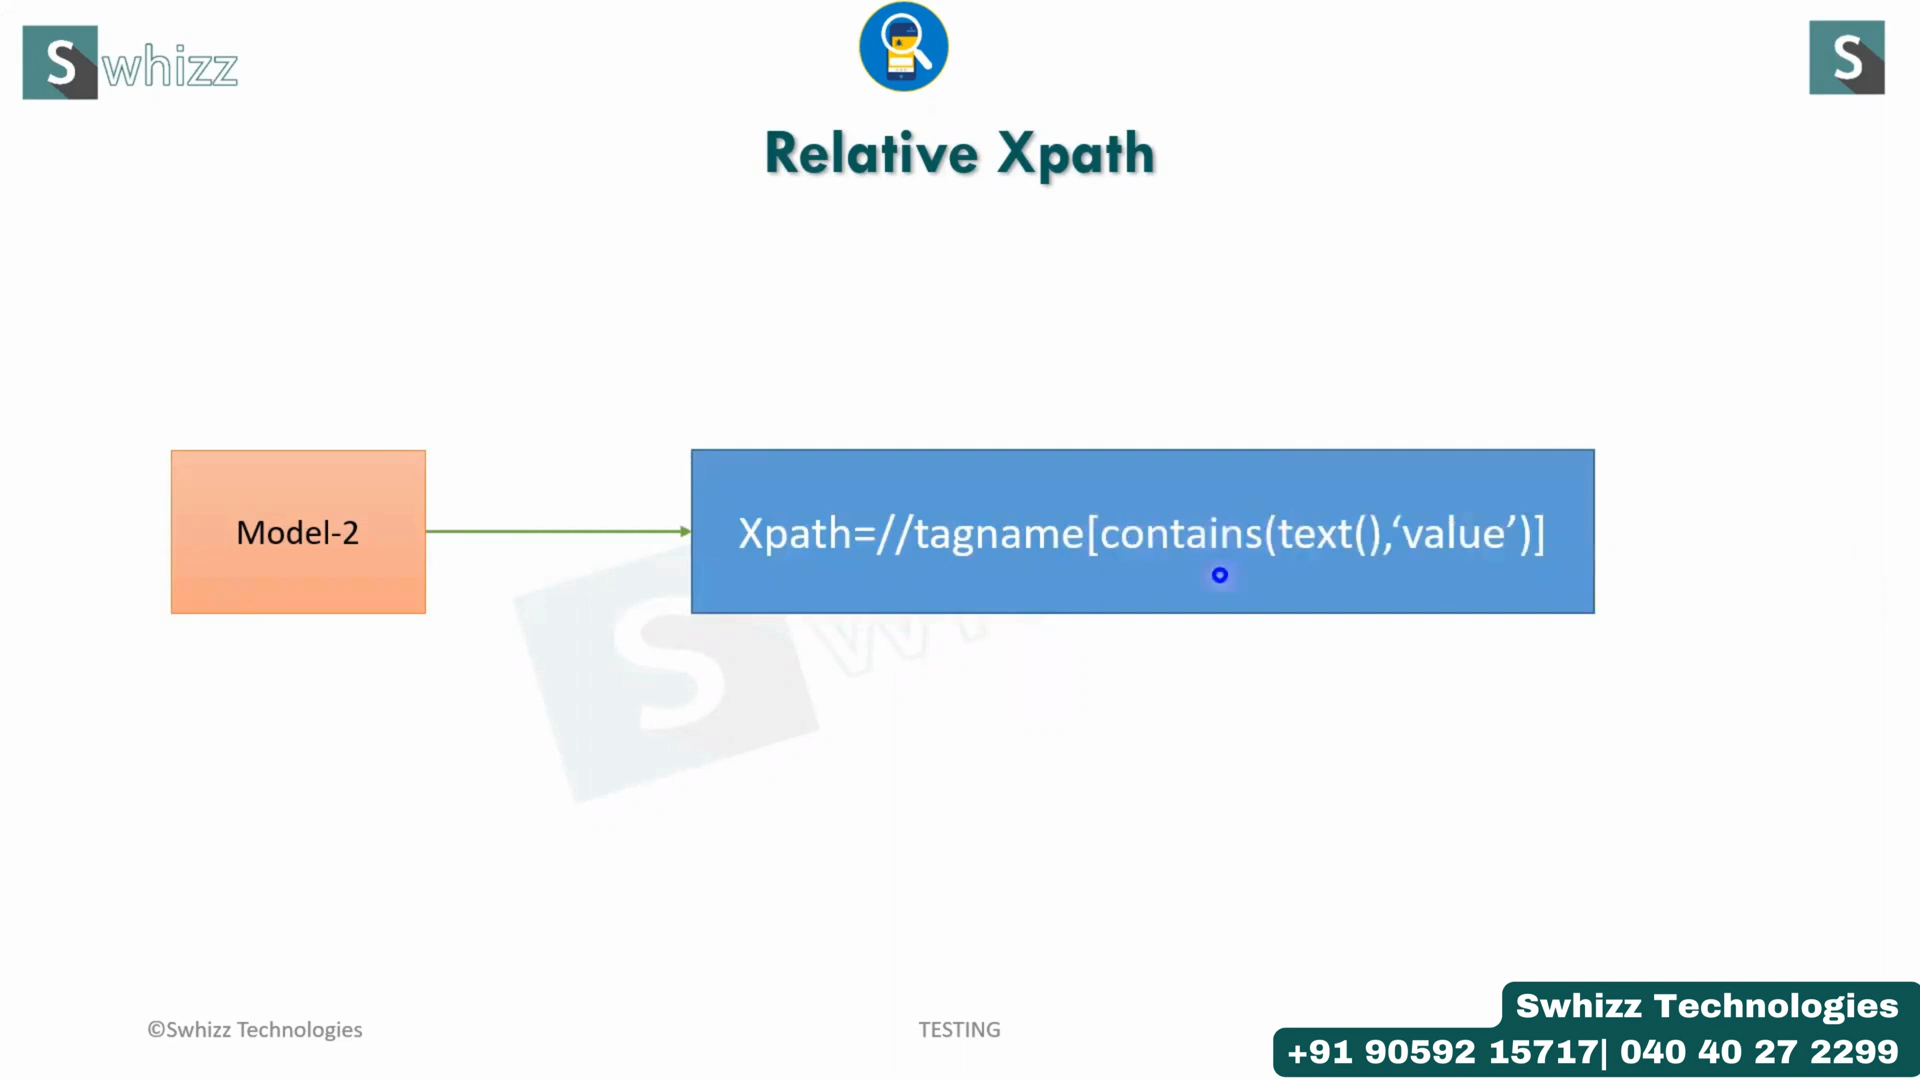 S whizz
S
Relative Xpath
Model-2
Xpath=//tagname[contains(text(),‘value’)]
S
©Swhizz Technologies
TESTING
Swhizz Technologies
+91 90592 15717| 040 40 27 2299